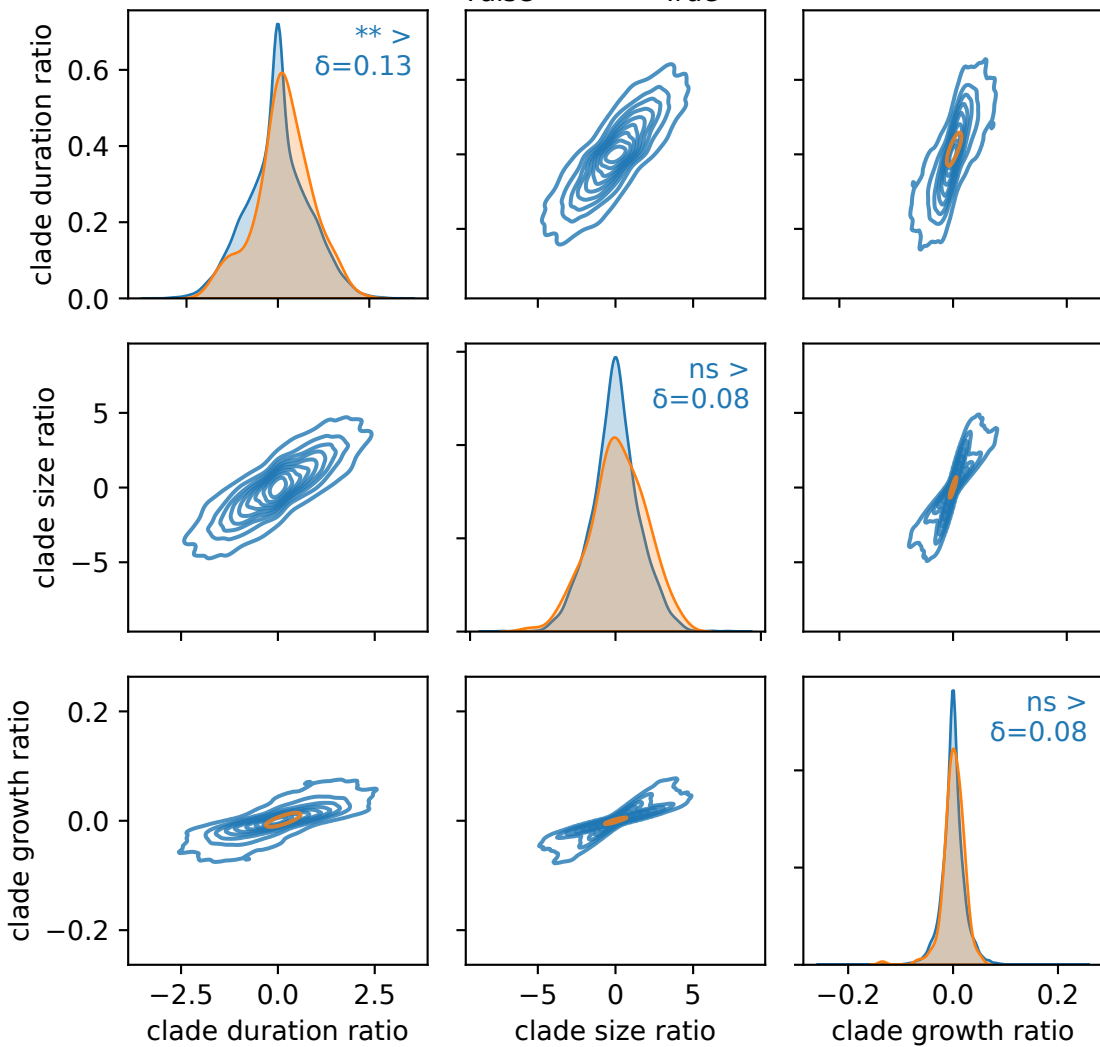 clade duration ratio
0.6
0.4
0.2
0.0
** >
δ=0.13
clade size ratio
5
0
−5
ns >
δ=0.08
clade growth ratio
0.2
0.0
−0.2
ns >
δ=0.08
−2.5 0.0 2.5
−5 0 5
−0.2 0.0 0.2
clade duration ratio
clade size ratio
clade growth ratio